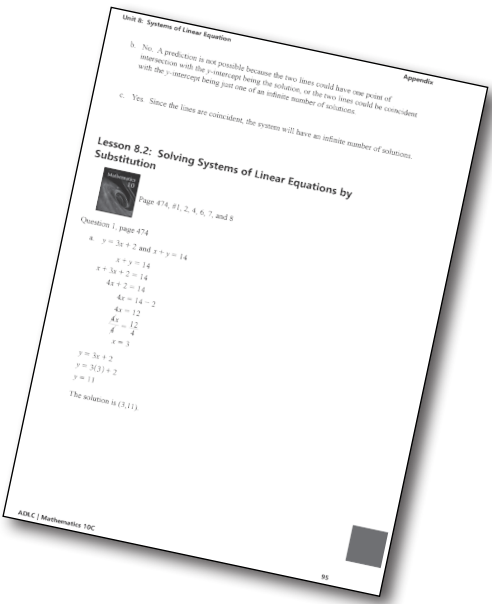 Unit 8: Systems of Linear Equation
Appendix
b. No. A prediction is not possible because the two lines could have one point of
intersection with the y-intercept being the solution, or the two lines could be coincident
with the y-intercept being just one of an infinite number of solutions.
c. Yes. Since the lines are coincident, the system will have an infinite number of solutions.
Lesson 8.2: Solving Systems of Linear Equations by
Substitution
Mathematics
10
Page 474, #1, 2, 4, 6, 7, and 8
Question 1, page 474
a. y = 3x + 2 and x + y = 14
x + y = 14
x + 3x + 2 = 14
4x + 2 = 14
4x = 14 − 2
4x = 12
4x/4 = 12/4
x = 3
y = 3x + 2
y = 3(3) + 2
y = 11
The solution is (3,11)
ADLC | Mathematics 10C
95